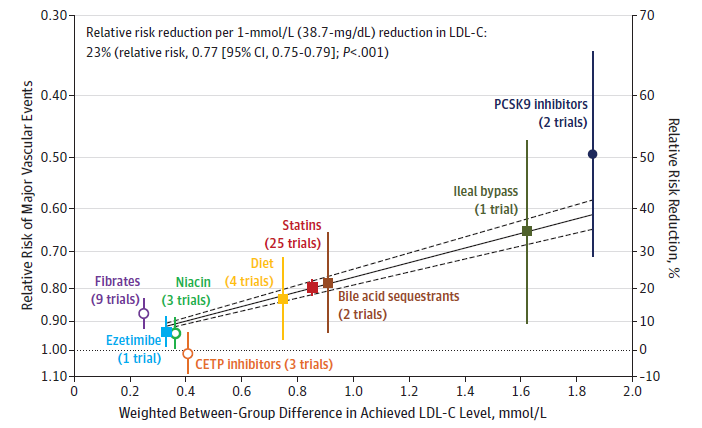 Relative risk reduction per 1-mmol/L (38.7-mg/dL) reduction in LDL-C:
23% (relative risk, 0.77 [95% CI, 0.75-0.79]; P<.001)
Relative Risk of Major Vascular Events
0.30
0.40
0.50
0.60
0.70
0.80
0.90
1.00
1.10
PCSK9 inhibitors
(2 trials)
Ileal bypass
(1 trial)
Statins
(25 trials)
Diet
(4 trials)
Bile acid sequestrants
(2 trials)
Fibrates
(9 trials)
Niacin
(3 trials)
Ezetimibe
(1 trial)
CETP inhibitors (3 trials)
70
60
50
40
30
20
10
0
-10
Relative Risk Reduction, %
0
0.2
0.4
0.6
0.8
1.0
1.2
1.4
1.6
1.8
2.0
Weighted Between-Group Difference in Achieved LDL-C Level, mmol/L